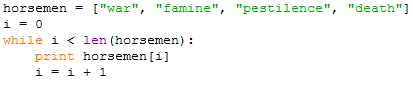 horsemen = ["war", "famine", "pestilence", "death"]
i = 0
while i < len(horsemen):
    print horsemen[i]
    i = i + 1